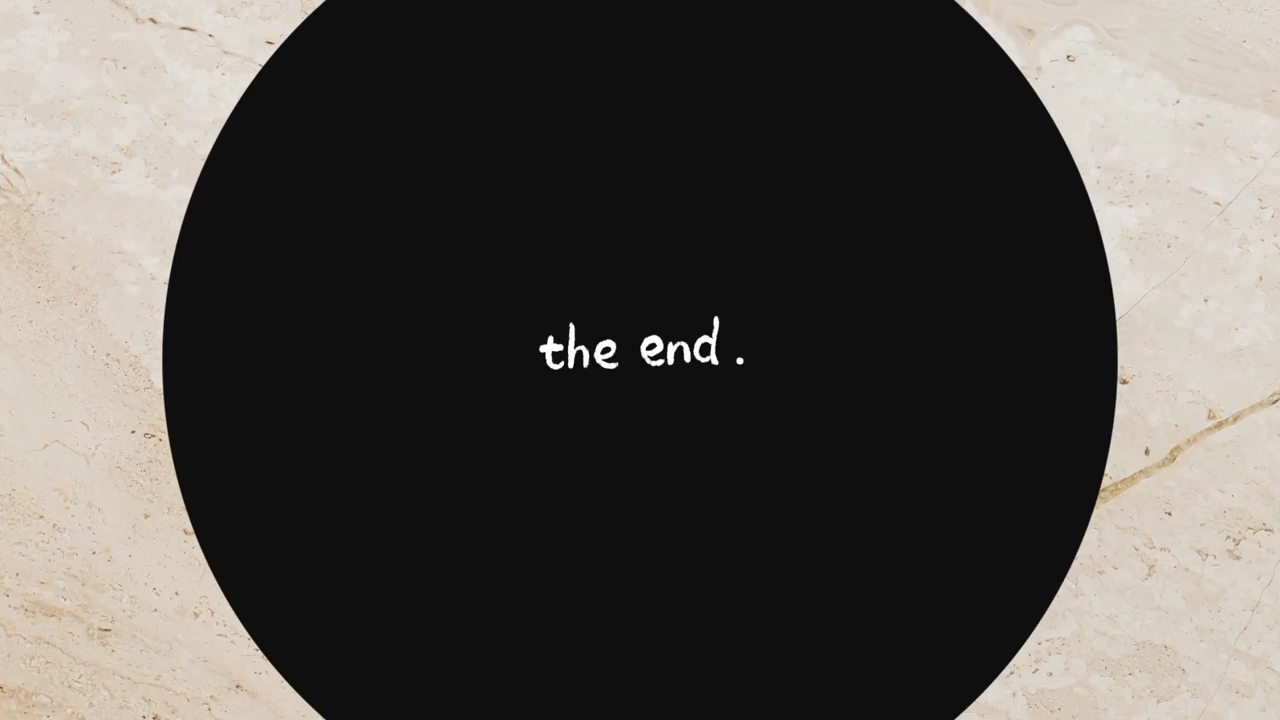 the end .